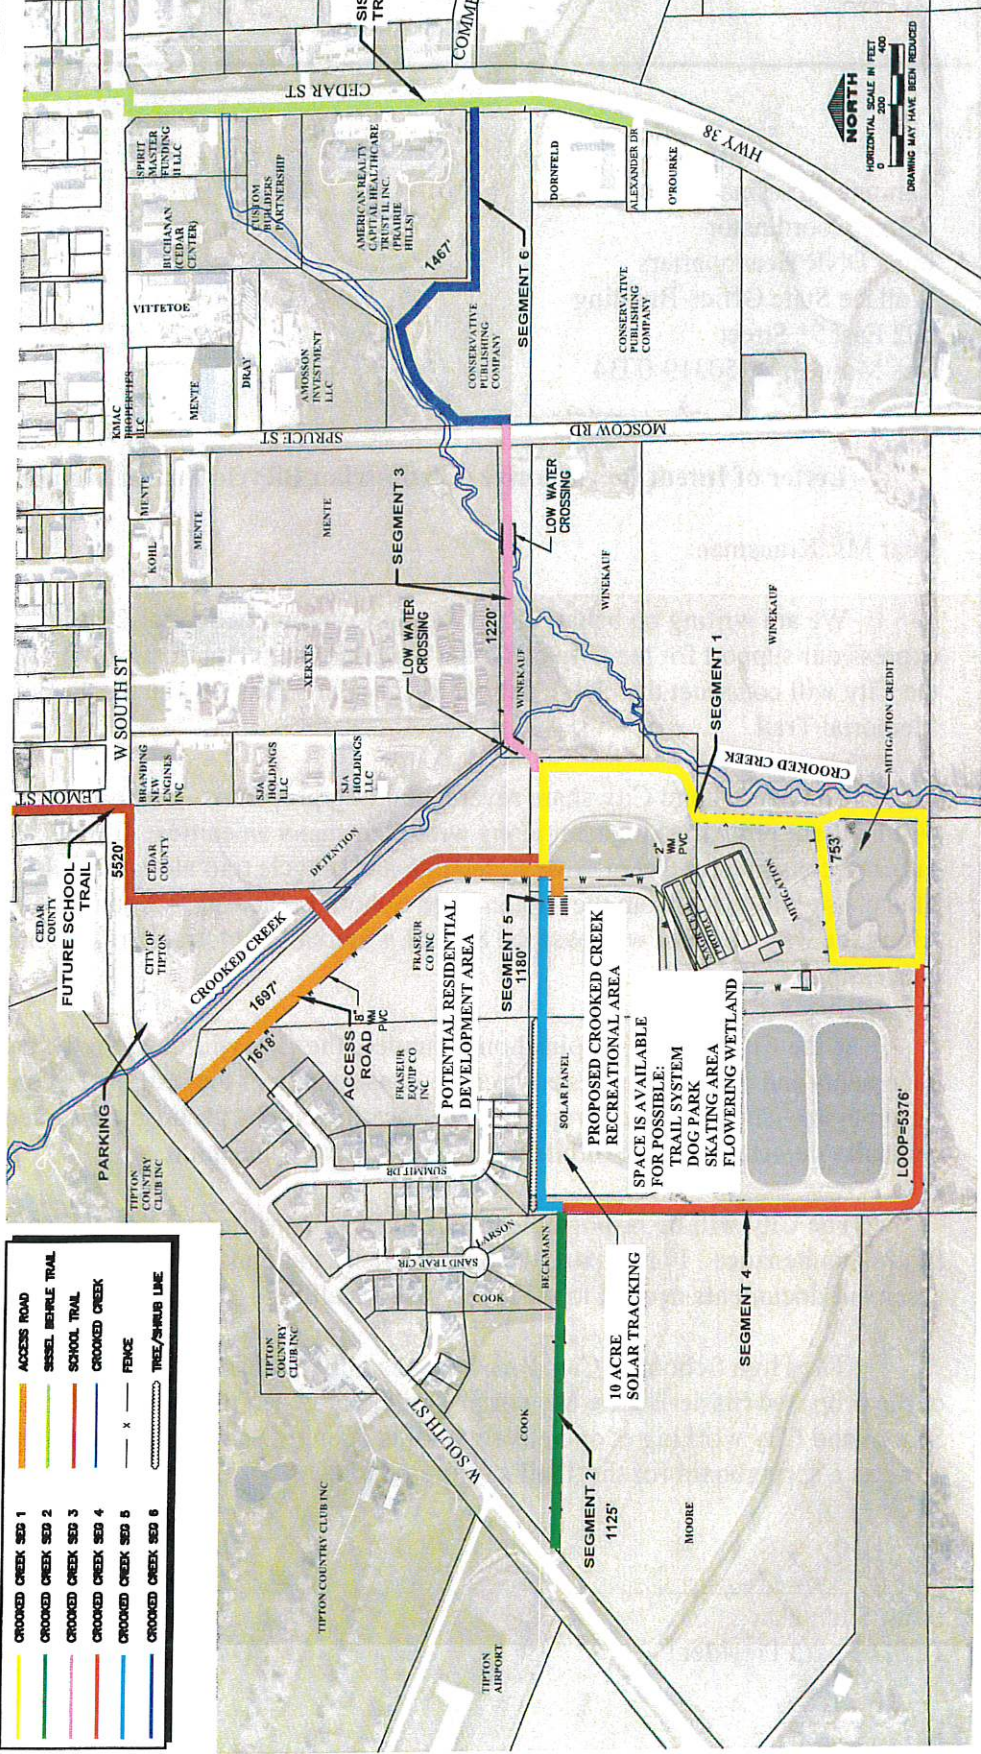 CROOKED CREEK SEG 1
CROOKED CREEK SEG 2
CROOKED CREEK SEG 3
CROOKED CREEK SEG 4
CROOKED CREEK SEG 5
CROOKED CREEK SEG 6
ACCESS ROAD
SISSEL BEHRLE TRAIL
SCHOOL TRAIL
CROOKED CREEK
x FENCE
TREE/SHRUB LINE
TIPTON COUNTRY CLUB INC
TIPTON
AIRPORT
W SOUTH ST
TIPTON
COUNTRY
CLUB INC
TIPTON
COUNTRY
CLUB INC
PARKING
CEDAR
COUNTY
FUTURE SCHOOL
TRAIL
5520'
LEMON ST
W SOUTH ST
CITY OF
TIPTON
CEDAR
COUNTY
CROOKED CREEK
DETENTION
BRANDING
NEW
ENGINES
INC
SJA
HOLDINGS
LLC
SJA
HOLDINGS
LLC
XERXES
KOHL
MENTE
MENTE
MENTE
KMAC
PROPERTIES
LLC
SPRUCE ST
VITTETOE
MENTE
DRAY
AMOSSON
INVESTMENT
LLC
BUCHANAN
(CEDAR
CENTER)
SPIRIT
MASTER
FUNDING
II LLC
CUSTOM
BUILDERS
PARTNERSHIP
AMERICAN REALTY
CAPITAL HEALTHCARE
TRUST II, INC.
(PRAIRIE
HILLS)
CEDAR ST
1697'
1618'
ACCESS
ROAD
8"
WM
PVC
FRASEUR
EQUIP CO
INC
FRASEUR
CO INC
POTENTIAL RESIDENTIAL
DEVELOPMENT AREA
SUMMIT DR
SAND TRAP CIR
LARSON
COOK
BECKMANN
COOK
SEGMENT 2
1125'
MOORE
10 ACRE
SOLAR TRACKING
SOLAR PANEL
SEGMENT 5
1180'
PROPOSED CROOKED CREEK
RECREATIONAL AREA
SPACE IS AVAILABLE
FOR POSSIBLE:
TRAIL SYSTEM
DOG PARK
SKATING AREA
FLOWERING WETLAND
SEGMENT 4
LOOP=5376'
2"
WM
PVC
MITIGATION
753'
MITIGATION CREDIT
SEGMENT 1
CROOKED CREEK
LOW WATER
CROSSING
SEGMENT 3
1220'
WINEKAUF
LOW WATER
CROSSING
WINEKAUF
WINEKAUF
MOSCOW RD
1467'
CONSERVATIVE
PUBLISHING
COMPANY
SEGMENT 6
CONSERVATIVE
PUBLISHING
COMPANY
DORNFELD
ALEXANDER DR
O'ROURKE
HWY 38
NORTH
HORIZONTAL SCALE IN FEET
0 200 400
DRAWING MAY HAVE BEEN REDUCED